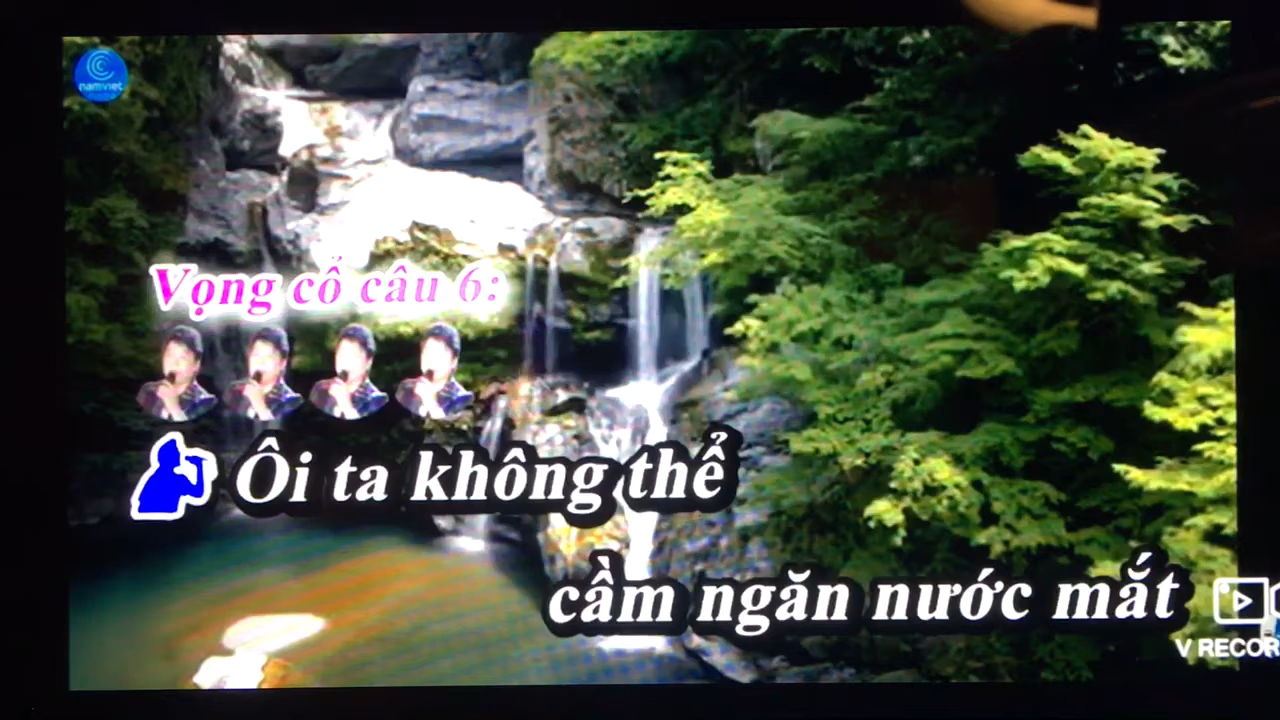 namviet
Vọng cổ câu 6:
Ôi ta không thể
cầm ngăn nước mắt
V RECOR